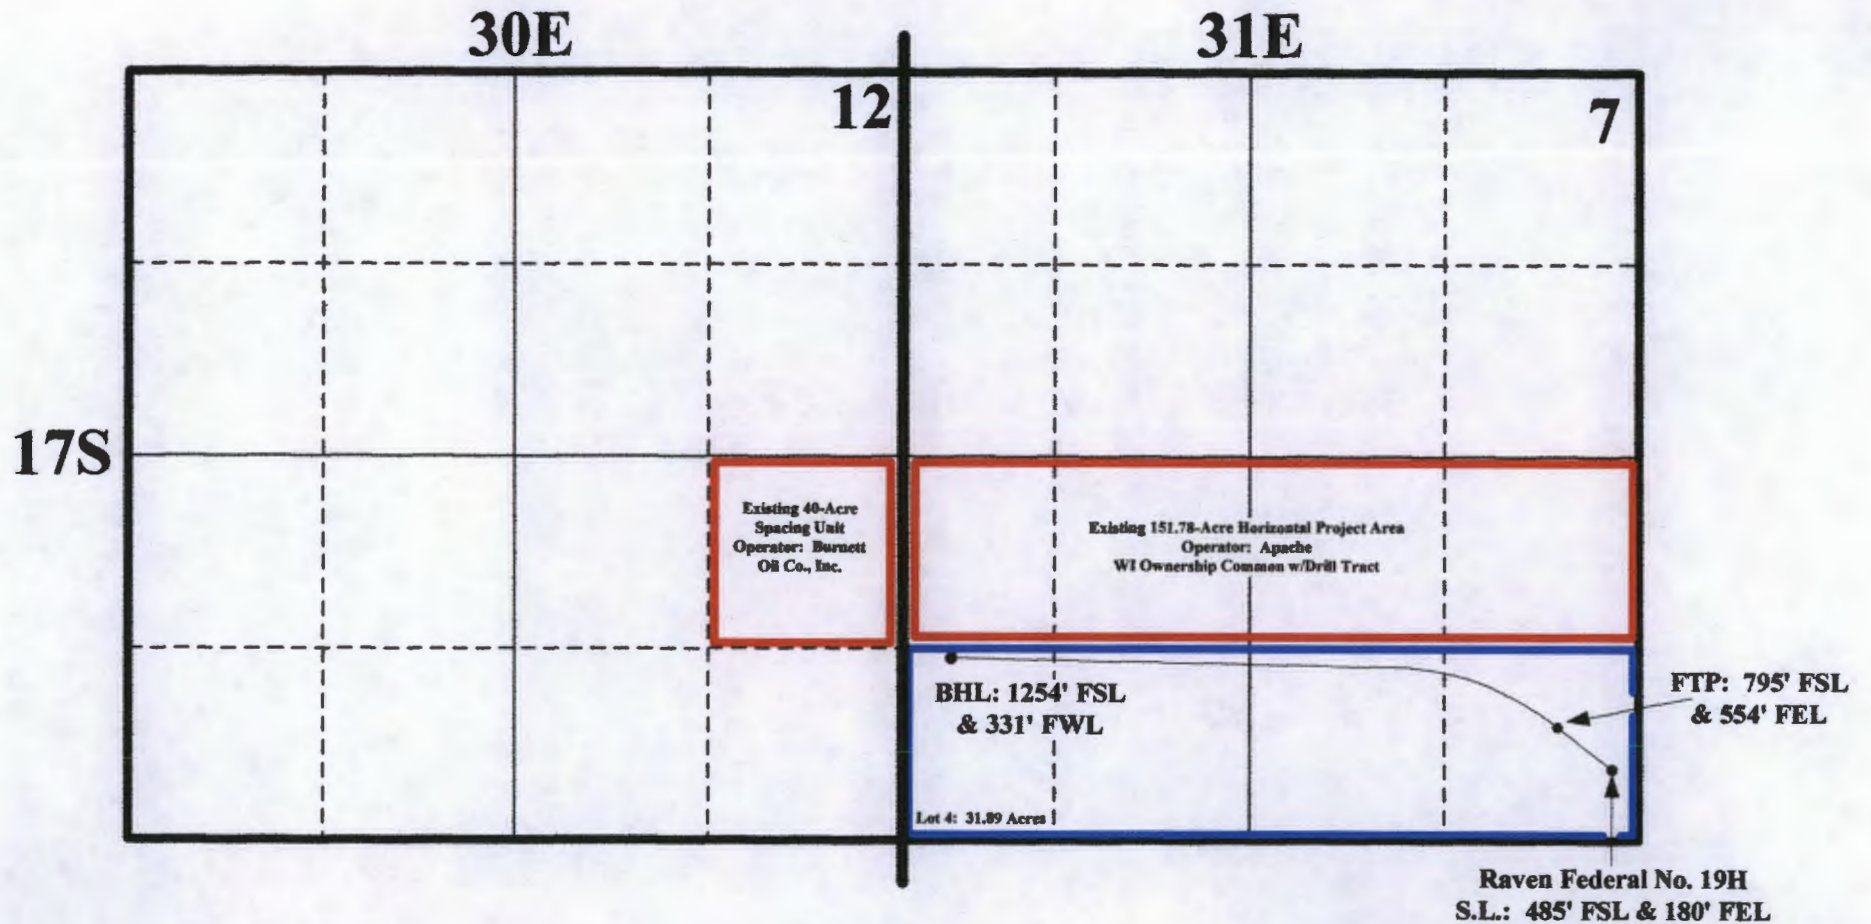 30E
31E
12
7
17S
Existing 40-Acre
Spacing Unit
Operator: Burnett
Oil Co., Inc.
Existing 151.78-Acre Horizontal Project Area
Operator: Apache
WI Ownership Common w/Drill Tract
BHL: 1254' FSL
& 331' FWL
FTP: 795' FSL
& 554' FEL
Lot 4: 31.89 Acres
Raven Federal No. 19H
S.L.: 485' FSL & 180' FEL